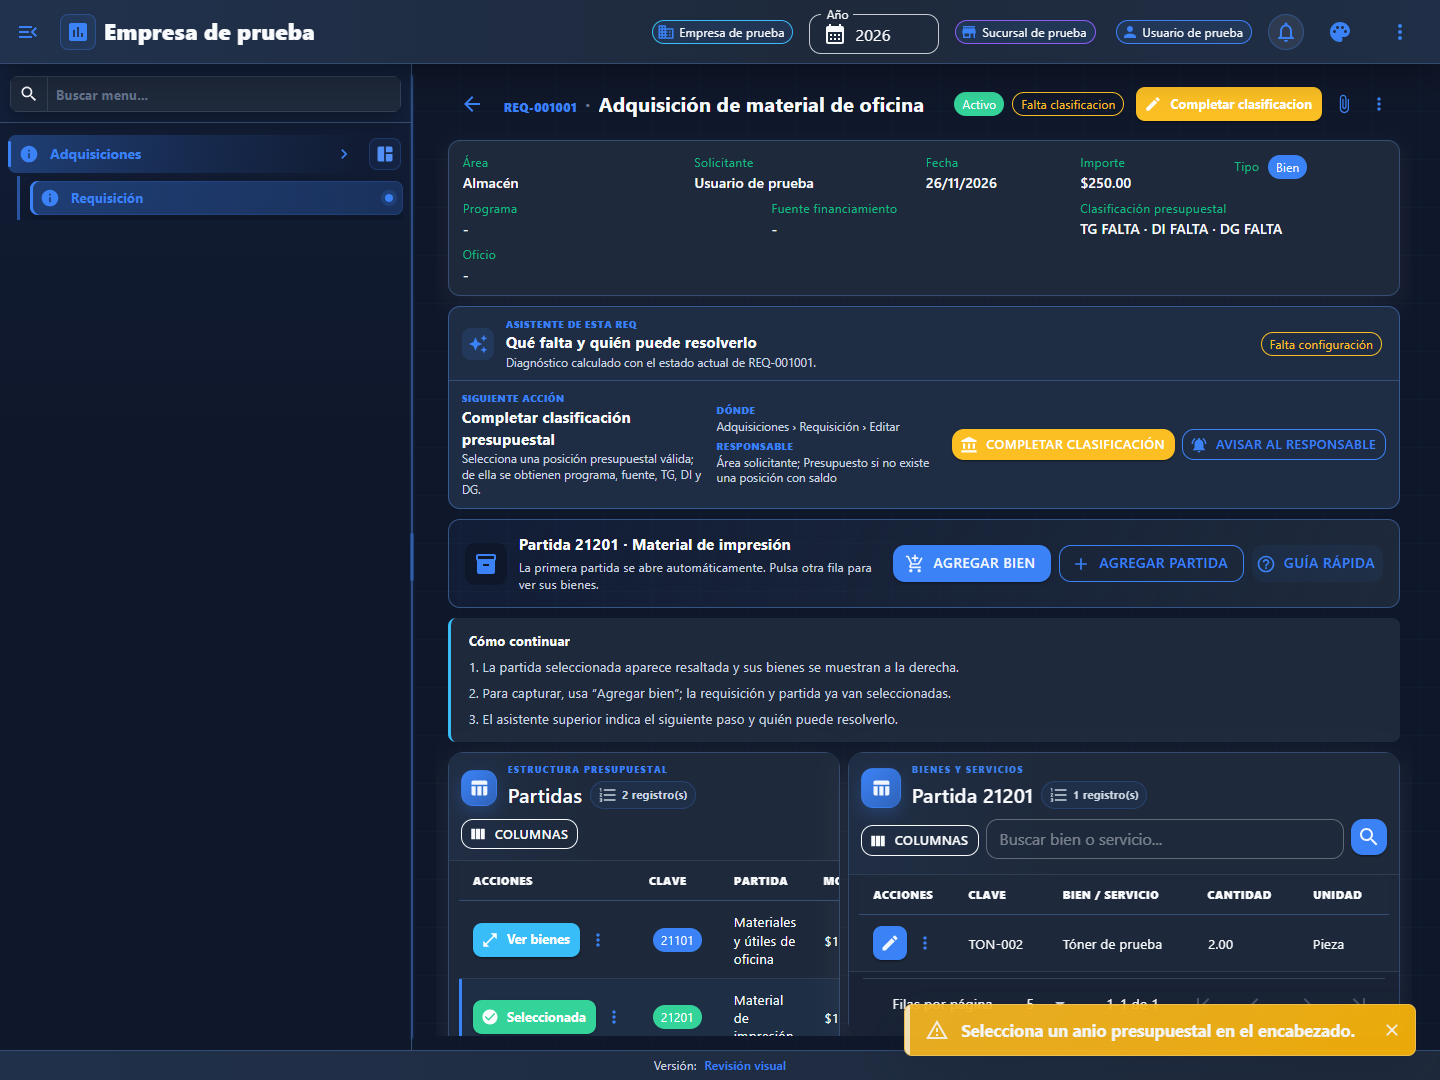 Empresa de prueba
Empresa de prueba
Año
2026
Sucursal de prueba
Usuario de prueba
Buscar menu...
Adquisiciones
Requisición
REQ-001001 · Adquisición de material de oficina
Activo
Falta clasificacion
Completar clasificacion
Área
Almacén
Solicitante
Usuario de prueba
Fecha
26/11/2026
Importe
$250.00
Tipo Bien
Programa
-
Fuente financiamiento
-
Clasificación presupuestal
TG FALTA · DI FALTA · DG FALTA
Oficio
-
ASISTENTE DE ESTA REQ
Qué falta y quién puede resolverlo
Diagnóstico calculado con el estado actual de REQ-001001.
Falta configuración
SIGUIENTE ACCIÓN
Completar clasificación
presupuestal
Selecciona una posición presupuestal válida;
de ella se obtienen programa, fuente, TG, DI y
DG.
DÓNDE
Adquisiciones › Requisición › Editar
RESPONSABLE
Área solicitante; Presupuesto si no existe
una posición con saldo
COMPLETAR CLASIFICACIÓN
AVISAR AL RESPONSABLE
Partida 21201 · Material de impresión
La primera partida se abre automáticamente. Pulsa otra fila para
ver sus bienes.
AGREGAR BIEN
AGREGAR PARTIDA
GUÍA RÁPIDA
Cómo continuar
1. La partida seleccionada aparece resaltada y sus bienes se muestran a la derecha.
2. Para capturar, usa “Agregar bien”; la requisición y partida ya van seleccionadas.
3. El asistente superior indica el siguiente paso y quién puede resolverlo.
ESTRUCTURA PRESUPUESTAL
Partidas
2 registro(s)
COLUMNAS
ACCIONES CLAVE PARTIDA
Ver bienes 21101 Materiales
y útiles de
oficina
$1
Seleccionada 21201 Material
de
impresión
$1
BIENES Y SERVICIOS
Partida 21201
1 registro(s)
COLUMNAS
Buscar bien o servicio...
ACCIONES CLAVE BIEN / SERVICIO CANTIDAD UNIDAD
TON-002 Tóner de prueba 2.00 Pieza
Filas por página 5 1-1 de 1
Selecciona un anio presupuestal en el encabezado.
Versión: Revisión visual